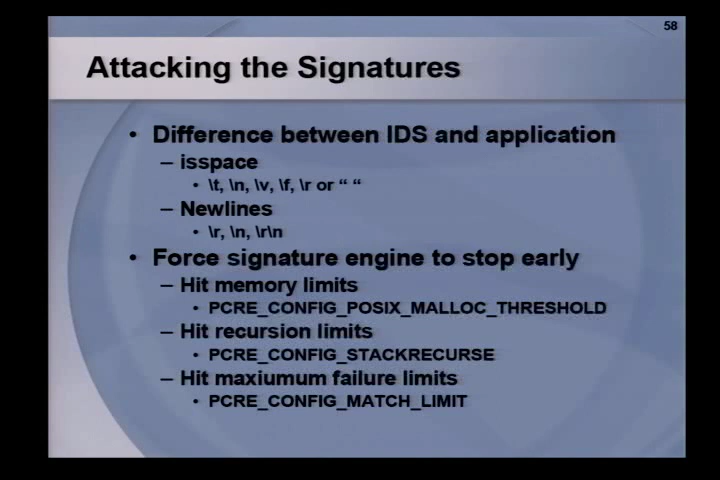 58
Attacking the Signatures
• Difference between IDS and application
– isspace
• \t, \n, \v, \f, \r or “ “
– Newlines
• \r, \n, \r\n
• Force signature engine to stop early
– Hit memory limits
• PCRE_CONFIG_POSIX_MALLOC_THRESHOLD
– Hit recursion limits
• PCRE_CONFIG_STACKRECURSE
– Hit maxiumum failure limits
• PCRE_CONFIG_MATCH_LIMIT